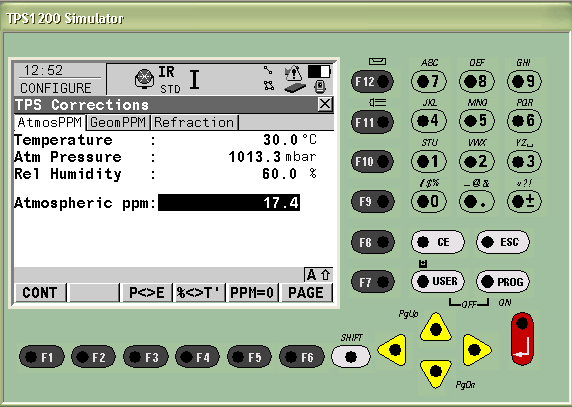 TPS1200 Simulator
12:52
IR
STD
I
CONFIGURE
TPS Corrections
AtmosPPM GeomPPM Refraction
Temperature : 30.0 °C
Atm Pressure : 1013.3 mbar
Rel Humidity : 60.0 %
Atmospheric ppm: 17.4
A
CONT P<>E %<>T' PPM=0 PAGE
ABC DEF GHI
F12 7 8 9
JKL MNO PQR
F11 4 5 6
STU VWX YZ
F10 1 2 3
/$% _@& *?!
F9 0 . ±
F8 CE ESC
F7 USER PROG
OFF ON
PgUp
SHIFT
F1 F2 F3 F4 F5 F6
PgDn